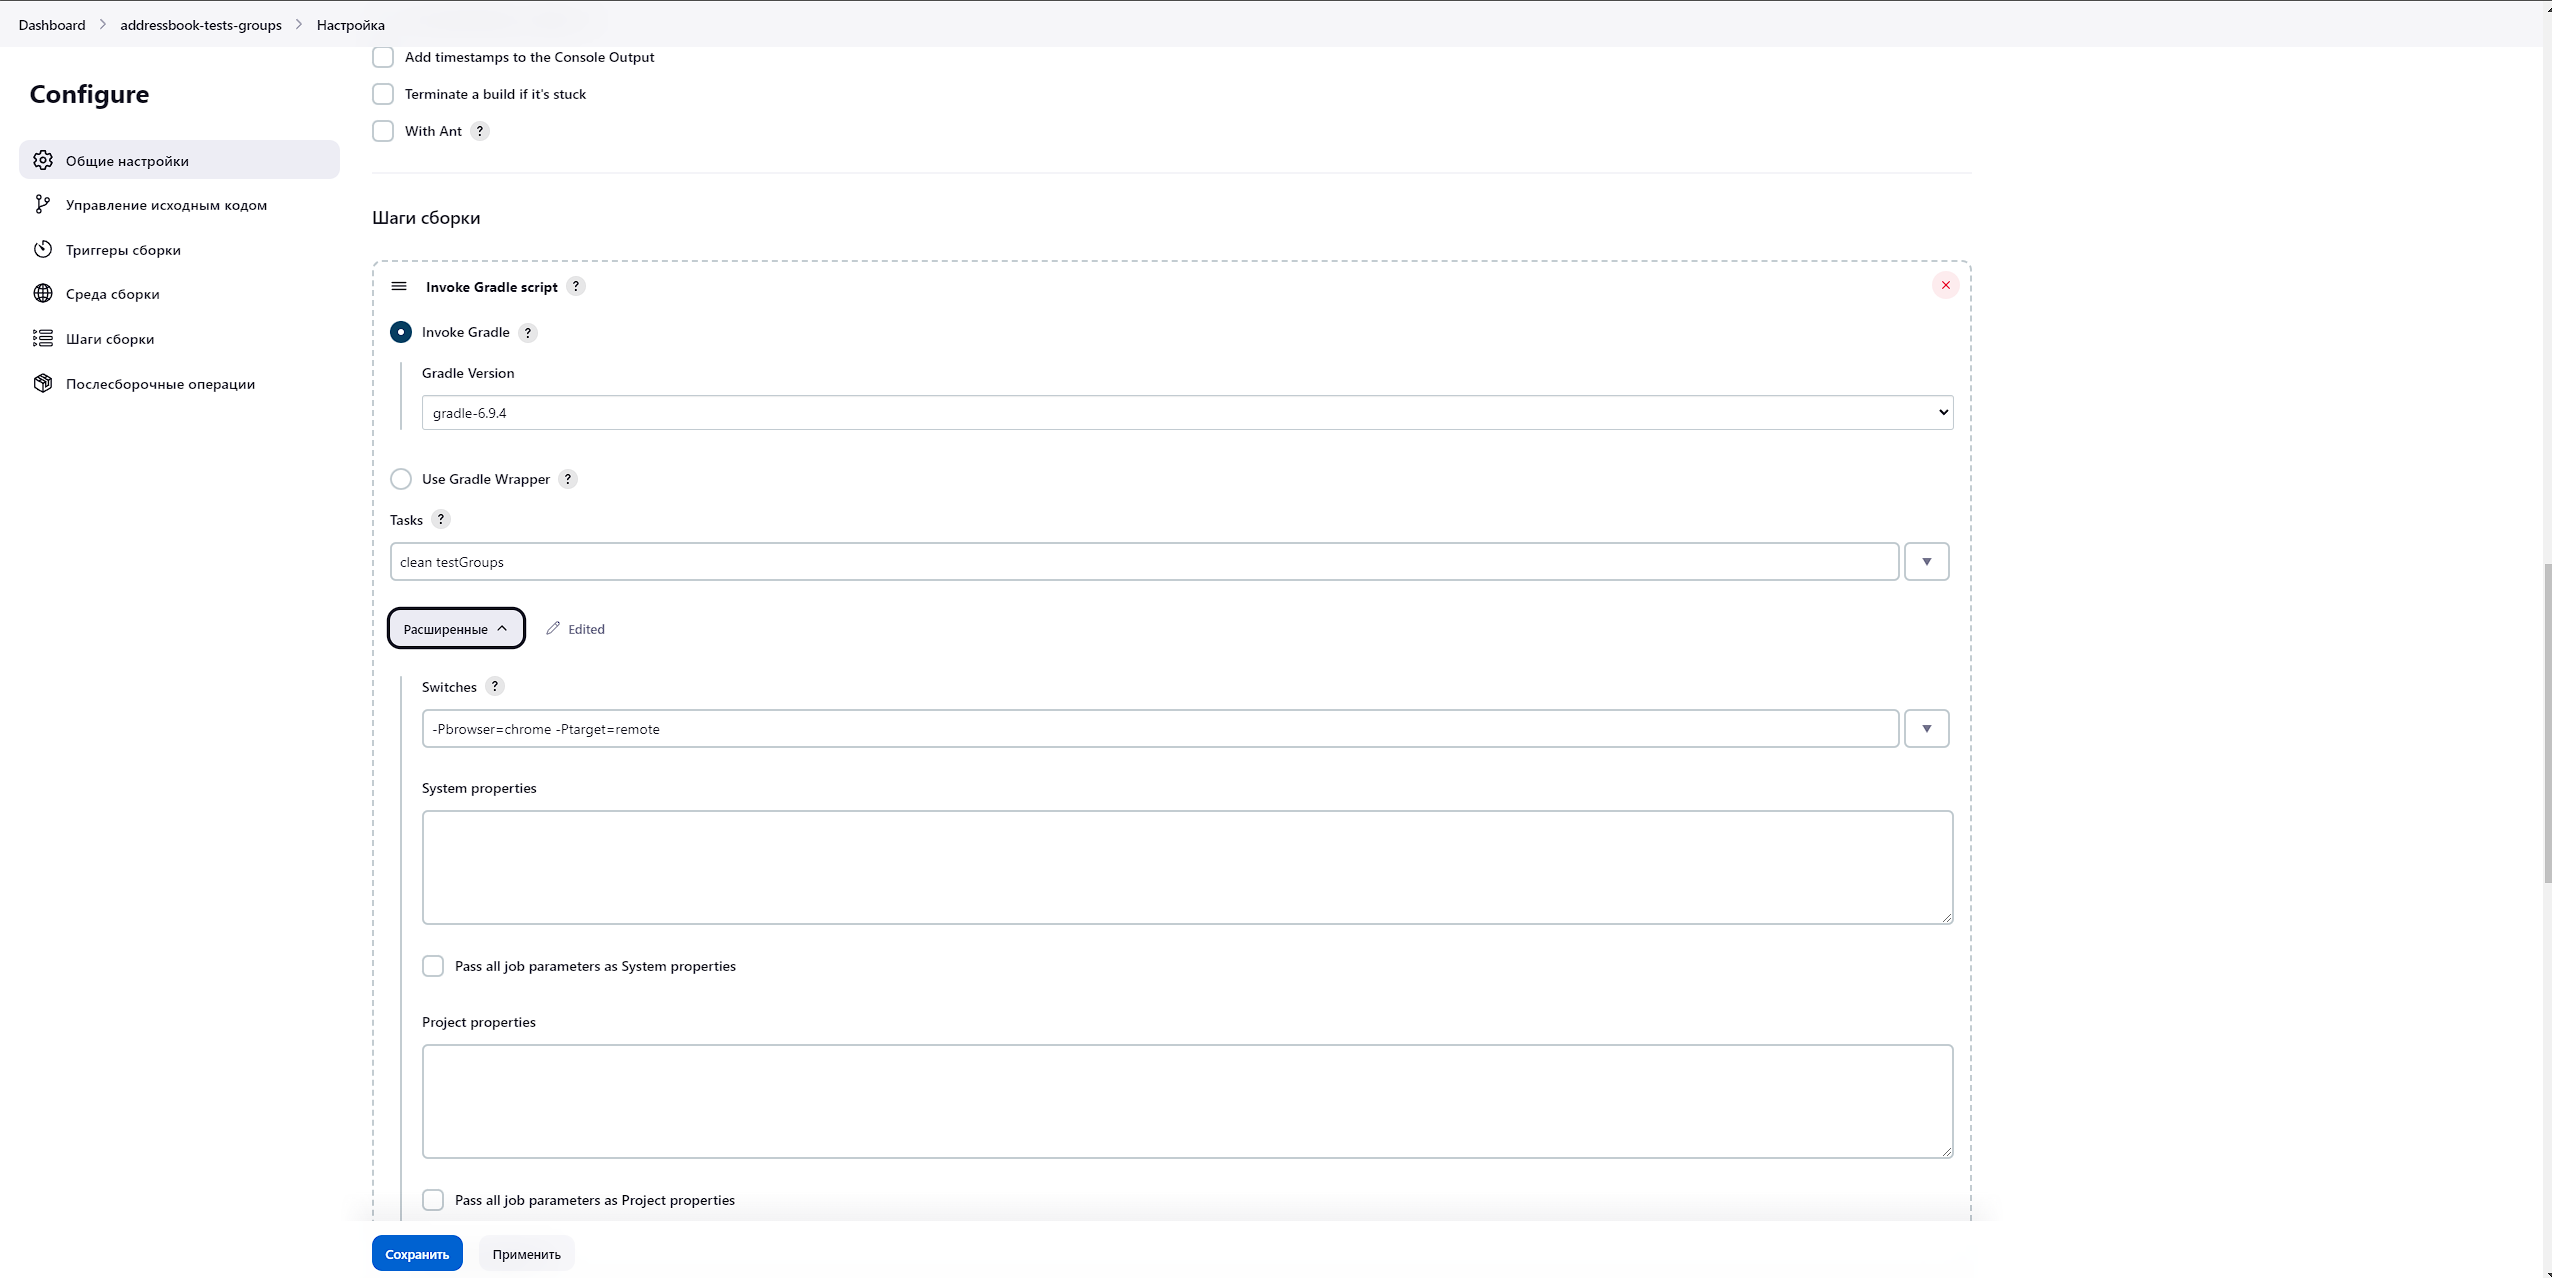 Dashboard > addressbook-tests-groups > Настройка
Configure
Общие настройки
Управление исходным кодом
Триггеры сборки
Среда сборки
Шаги сборки
Послесборочные операции
Add timestamps to the Console Output
Terminate a build if it's stuck
With Ant ?
Шаги сборки
Invoke Gradle script ?
Invoke Gradle ?
Gradle Version
gradle-6.9.4
Use Gradle Wrapper ?
Tasks ?
clean testGroups
Расширенные Edited
Switches ?
-Pbrowser=chrome -Ptarget=remote
System properties
Pass all job parameters as System properties
Project properties
Pass all job parameters as Project properties
Сохранить Применить